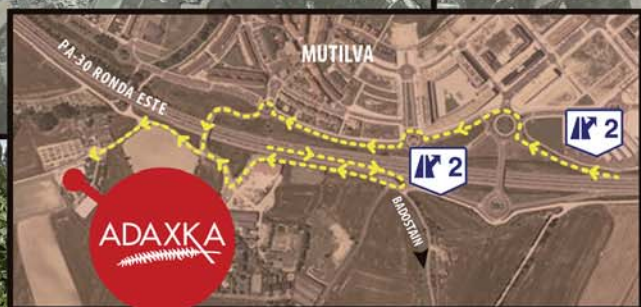 MUTILVA
PA-30 RONDA ESTE
2
2
BADOSTAIN
ADAXKA